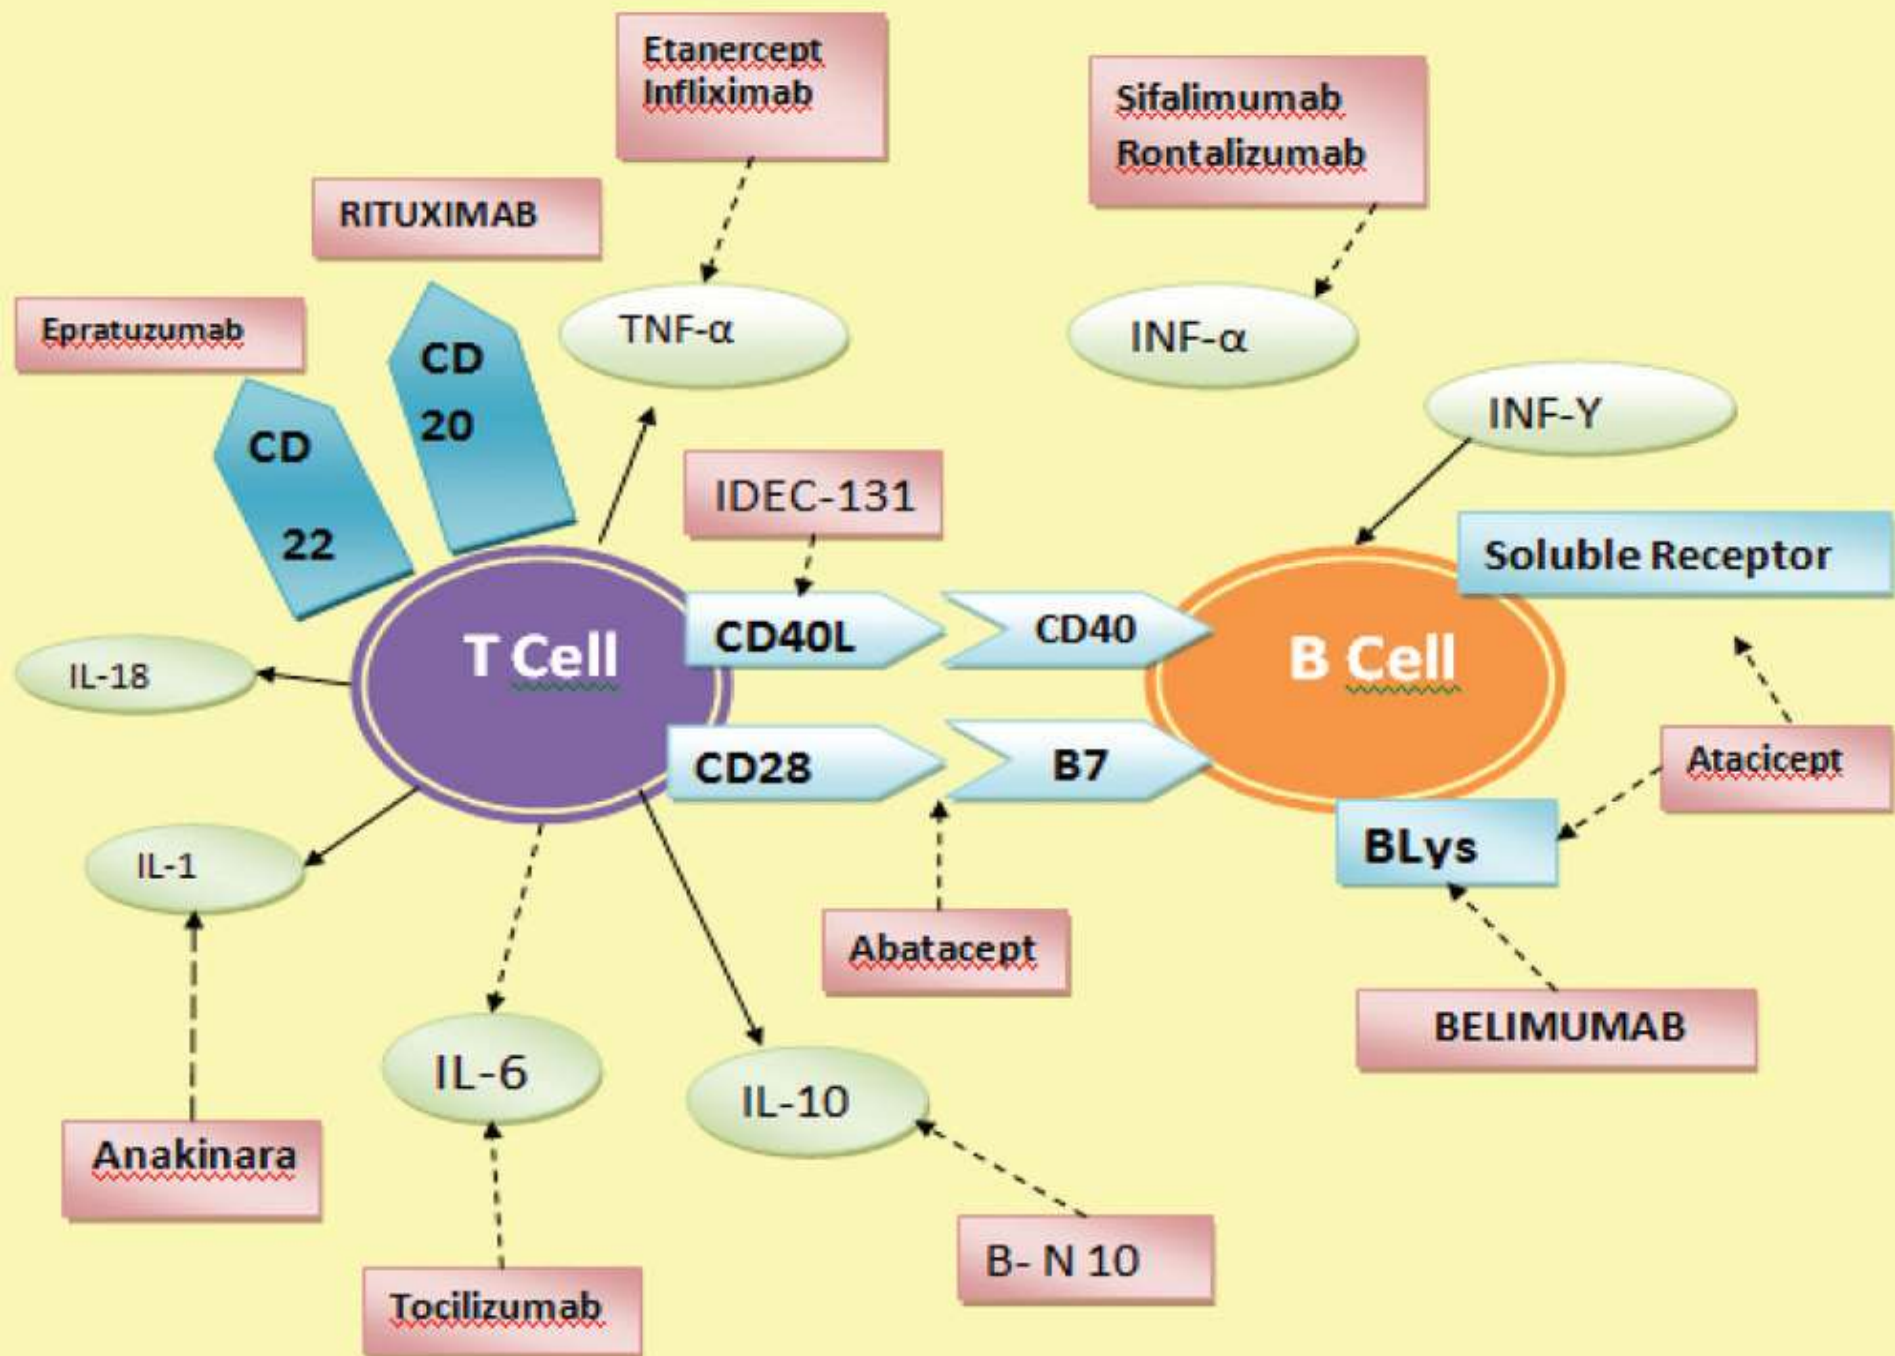 Etanercept
Infliximab
Sifalimumab
Rontalizumab
RITUXIMAB
Epratuzumab
CD
20
TNF-α
INF-α
CD
22
INF-Y
IDEC-131
Soluble Receptor
T Cell
CD40L
CD40
B Cell
IL-18
CD28
B7
Atacicept
IL-1
BLys
Abatacept
BELIMUMAB
IL-6
IL-10
Anakinara
B- N 10
Tocilizumab